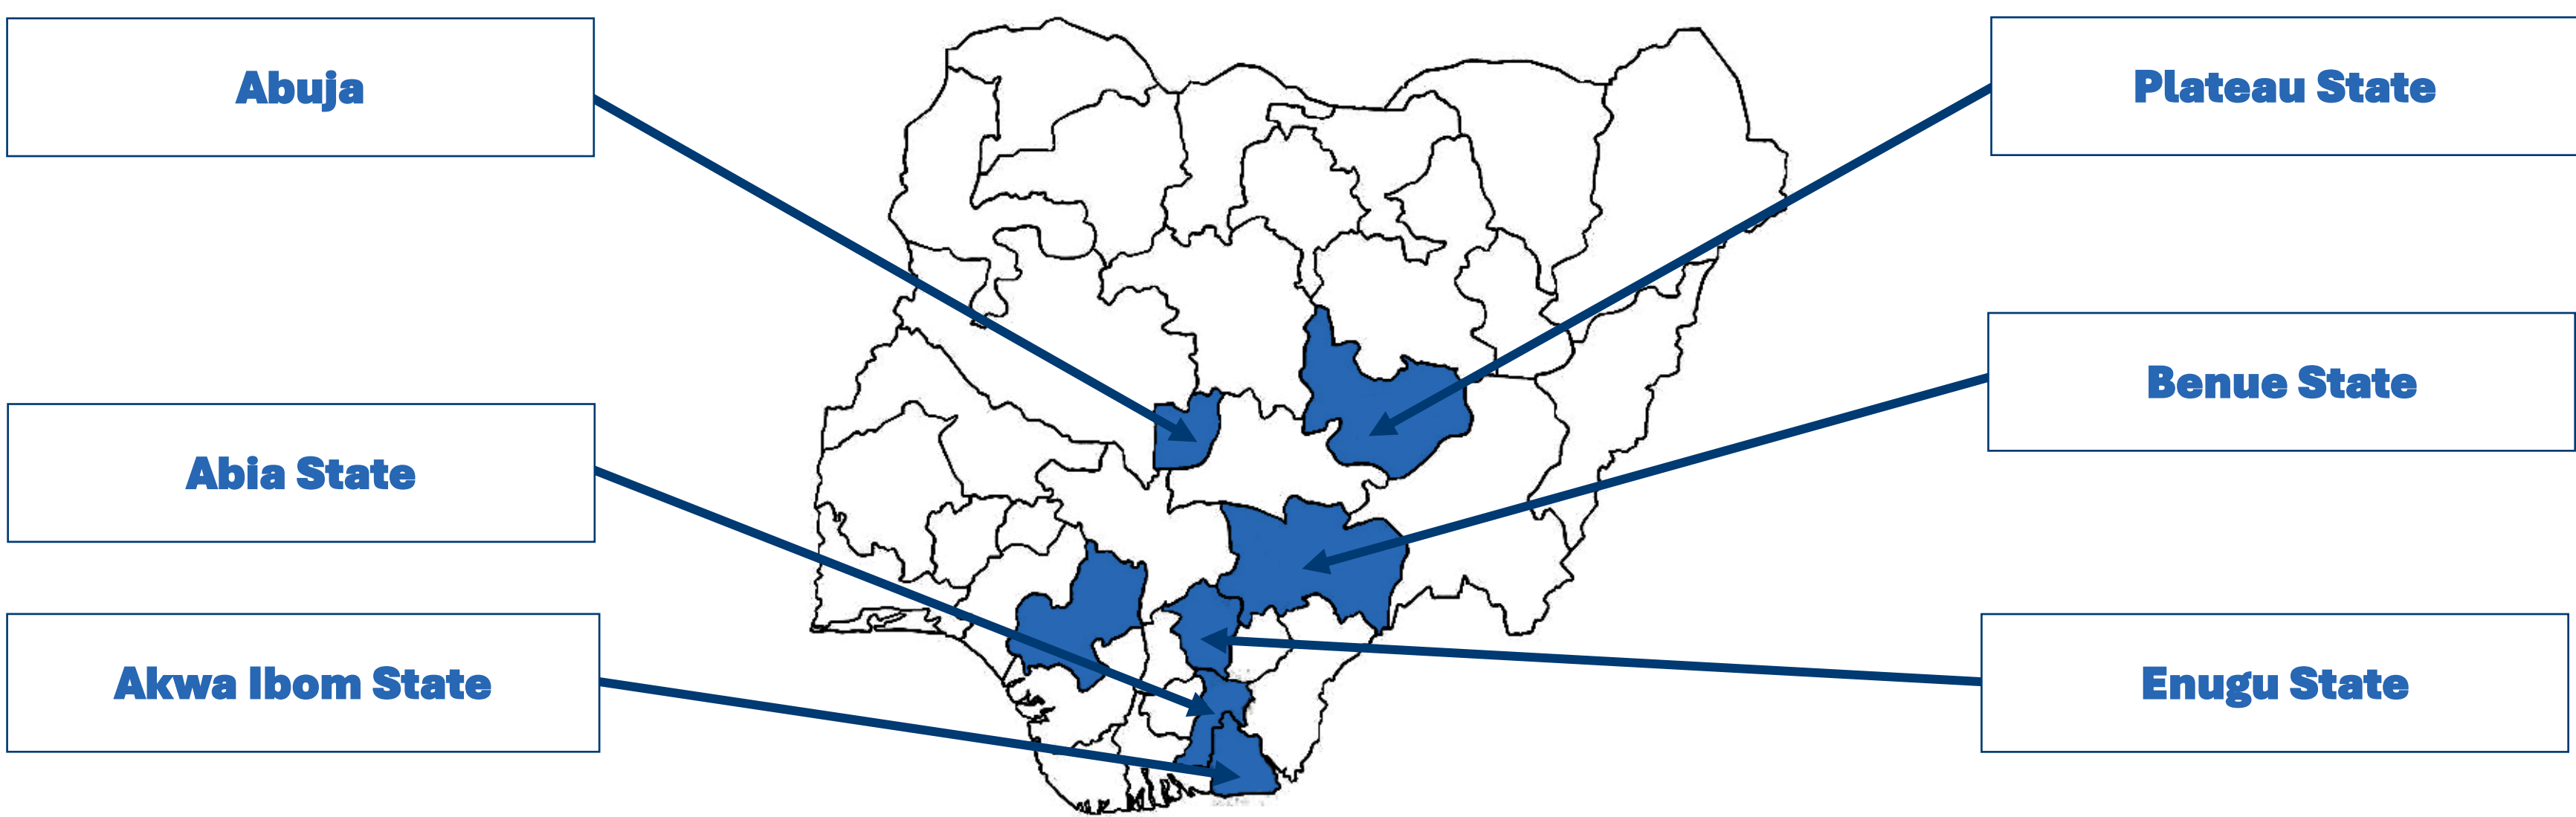 Abuja
Plateau State
Benue State
Abia State
Akwa Ibom State
Enugu State